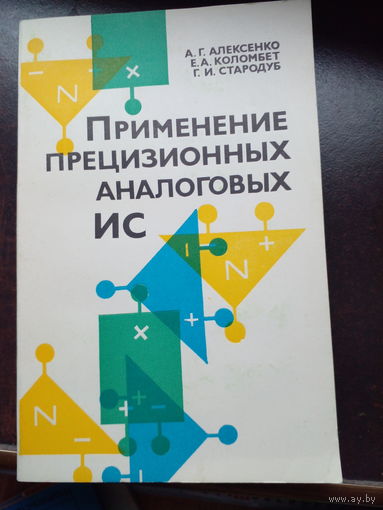 А. Г. АЛЕКСЕНКО
Е. А. КОЛОМБЕТ
Г. И. СТАРОДУБ
ПРИМЕНЕНИЕ
ПРЕЦИЗИОННЫХ
АНАЛОГОВЫХ
ИС
www.ay.by